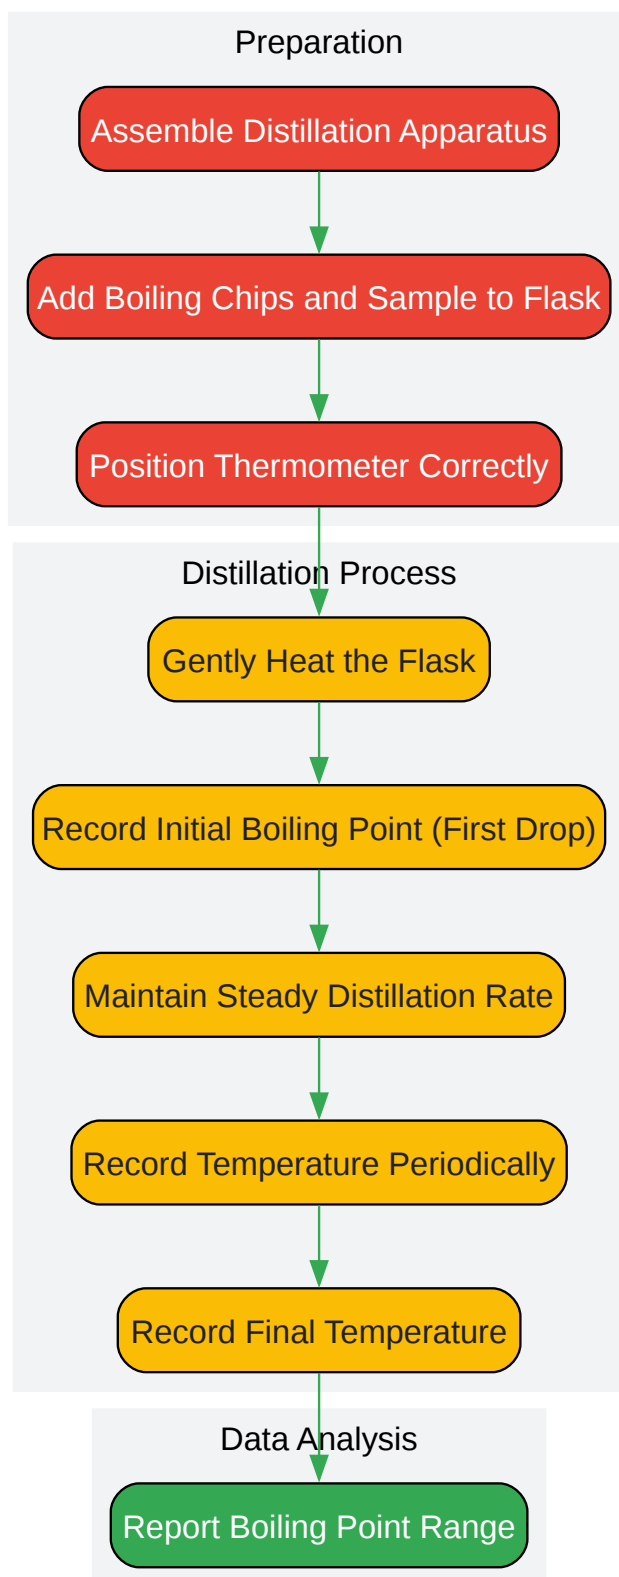 Preparation
Assemble Distillation Apparatus
Add Boiling Chips and Sample to Flask
Position Thermometer Correctly
Distillation Process
Gently Heat the Flask
Record Initial Boiling Point (First Drop)
Maintain Steady Distillation Rate
Record Temperature Periodically
Record Final Temperature
Data Analysis
Report Boiling Point Range